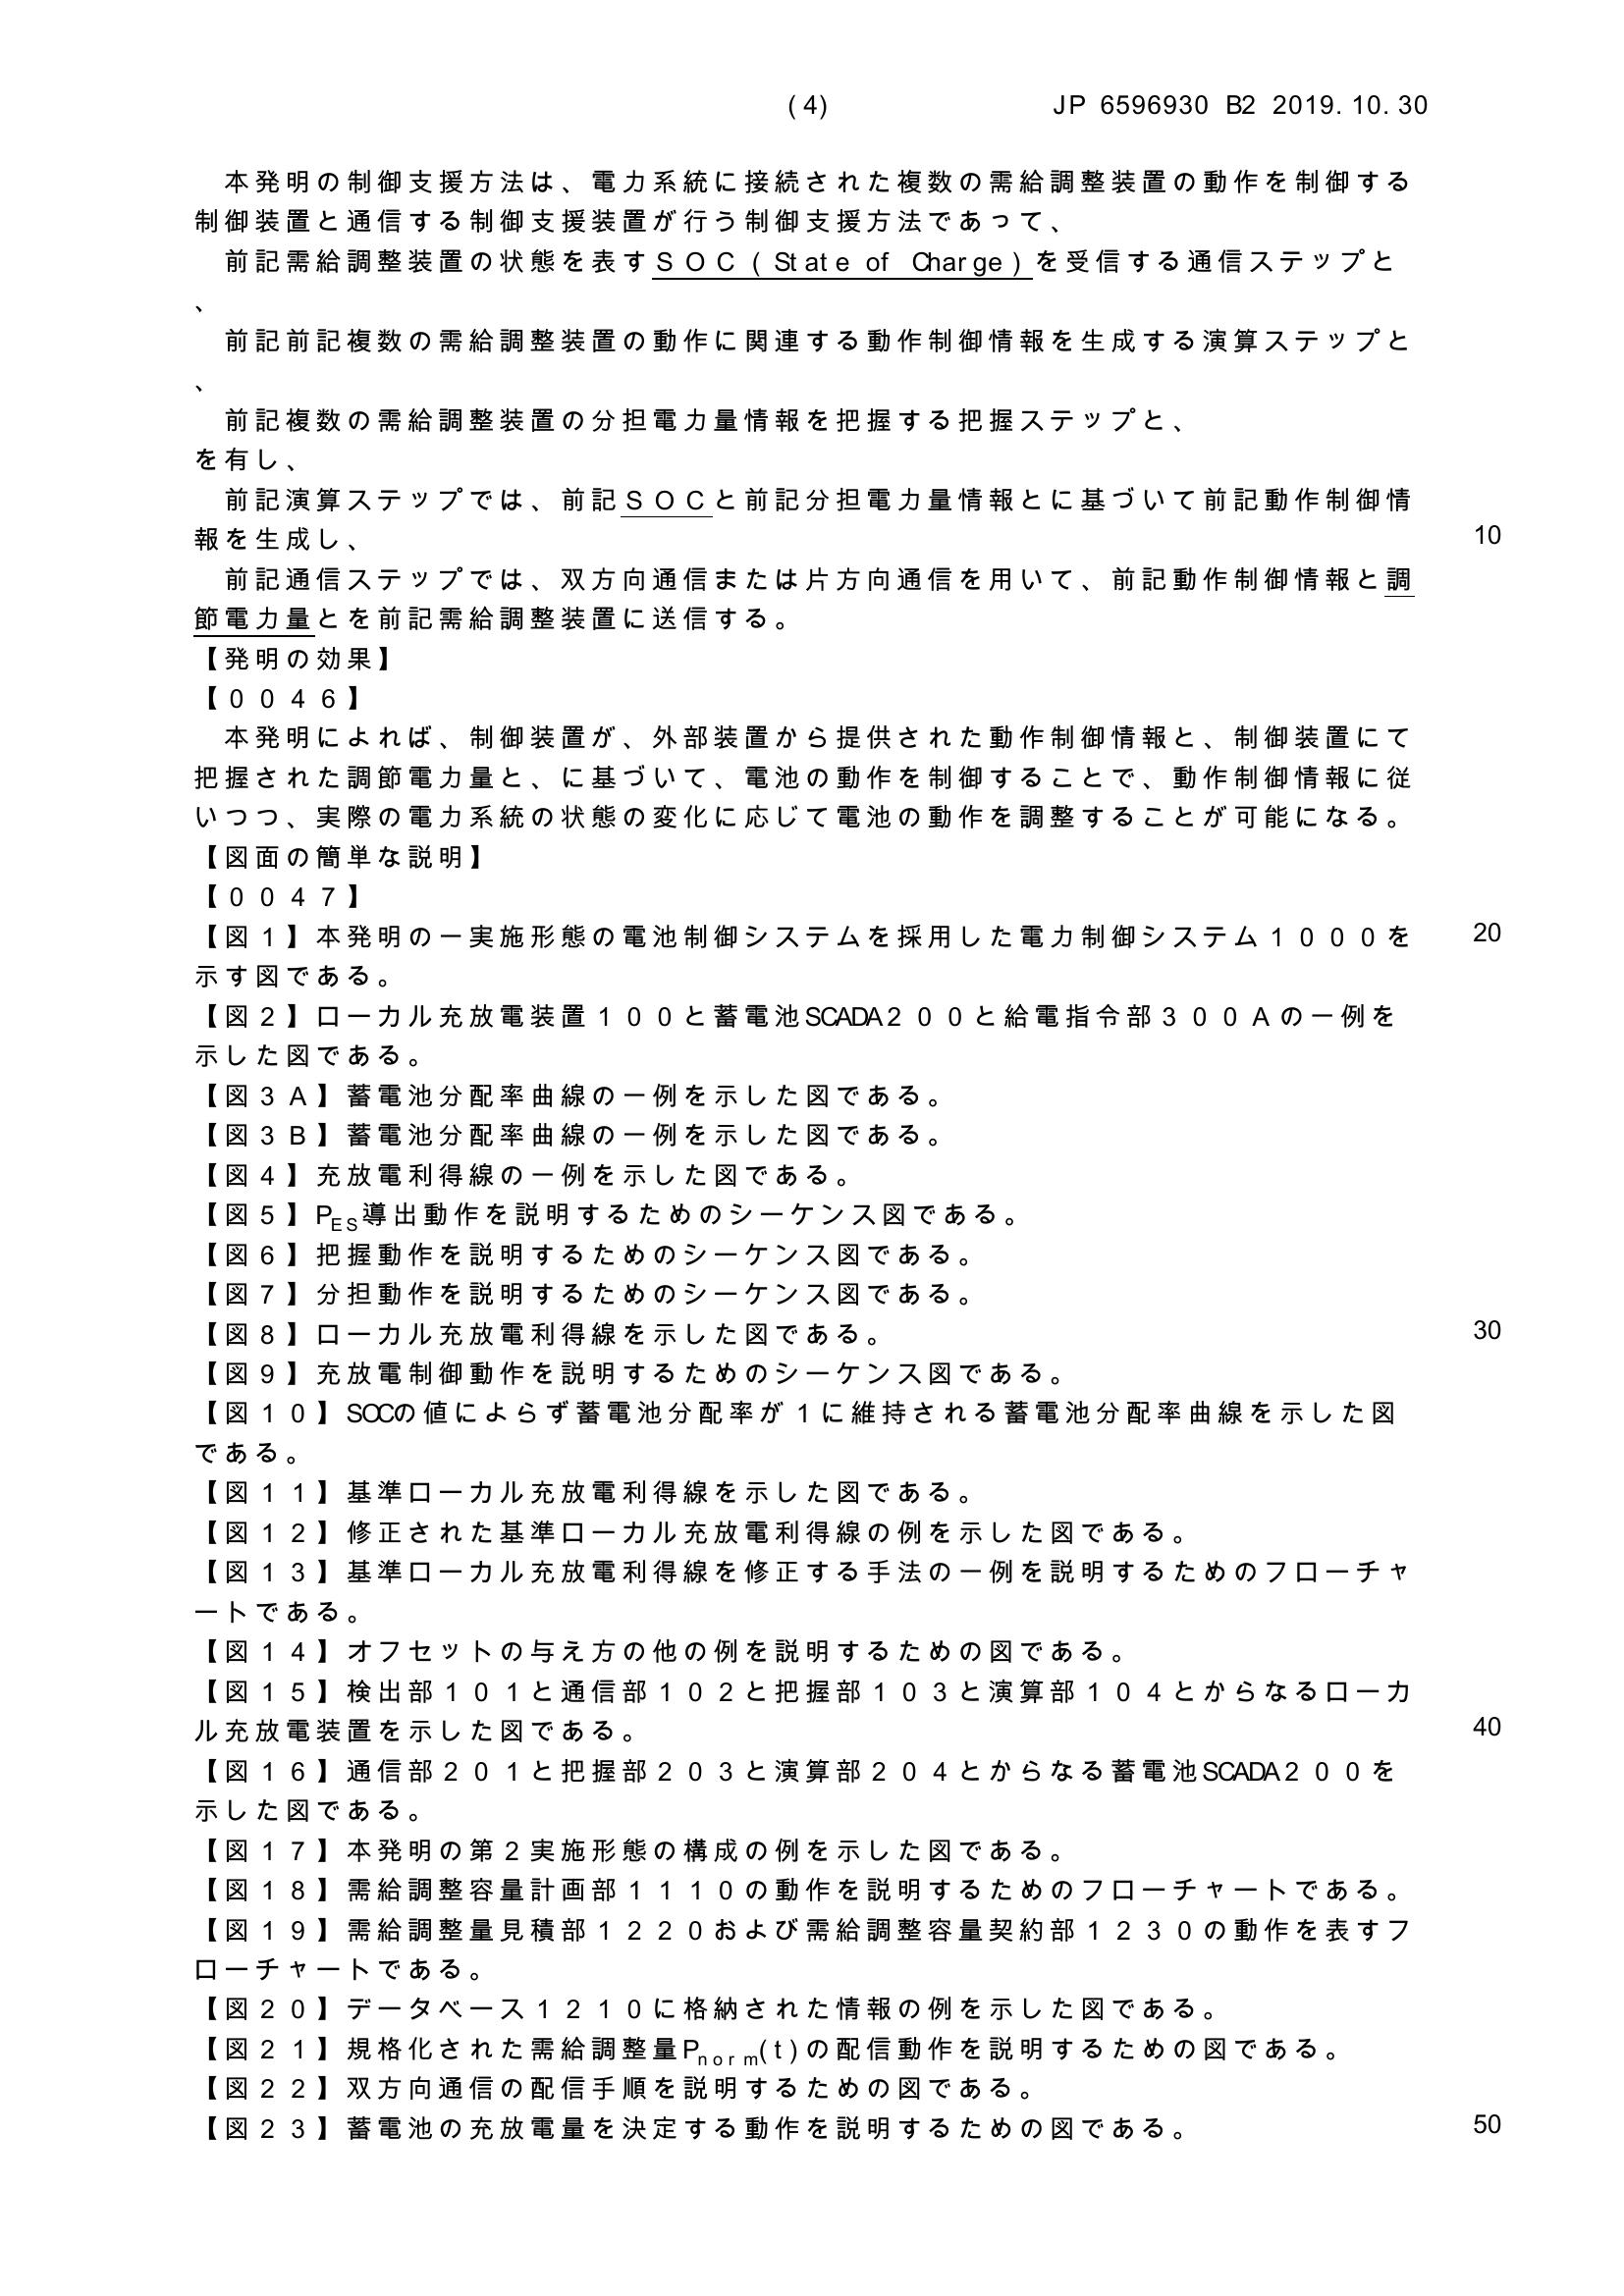 (4) JP 6596930 B2 2019.10.30
本発明の制御支援方法は、電力系統に接続された複数の需給調整装置の動作を制御する
制御装置と通信する制御支援装置が行う制御支援方法であって、
前記需給調整装置の状態を表すＳＯＣ（State of Charge）を受信する通信ステップと
、
前記前記複数の需給調整装置の動作に関連する動作制御情報を生成する演算ステップと
、
前記複数の需給調整装置の分担電力量情報を把握する把握ステップと、
を有し、
前記演算ステップでは、前記ＳＯＣと前記分担電力量情報とに基づいて前記動作制御情
報を生成し、 10
前記通信ステップでは、双方向通信または片方向通信を用いて、前記動作制御情報と調
節電力量とを前記需給調整装置に送信する。
【発明の効果】
【００４６】
本発明によれば、制御装置が、外部装置から提供された動作制御情報と、制御装置にて
把握された調節電力量と、に基づいて、電池の動作を制御することで、動作制御情報に従
いつつ、実際の電力系統の状態の変化に応じて電池の動作を調整することが可能になる。
【図面の簡単な説明】
【００４７】
【図１】本発明の一実施形態の電池制御システムを採用した電力制御システム１０００を 20
示す図である。
【図２】ローカル充放電装置１００と蓄電池SCADA２００と給電指令部３００Ａの一例を
示した図である。
【図３Ａ】蓄電池分配率曲線の一例を示した図である。
【図３Ｂ】蓄電池分配率曲線の一例を示した図である。
【図４】充放電利得線の一例を示した図である。
【図５】PES導出動作を説明するためのシーケンス図である。
【図６】把握動作を説明するためのシーケンス図である。
【図７】分担動作を説明するためのシーケンス図である。
【図８】ローカル充放電利得線を示した図である。 30
【図９】充放電制御動作を説明するためのシーケンス図である。
【図１０】SOCの値によらず蓄電池分配率が１に維持される蓄電池分配率曲線を示した図
である。
【図１１】基準ローカル充放電利得線を示した図である。
【図１２】修正された基準ローカル充放電利得線の例を示した図である。
【図１３】基準ローカル充放電利得線を修正する手法の一例を説明するためのフローチャ
ートである。
【図１４】オフセットの与え方の他の例を説明するための図である。
【図１５】検出部１０１と通信部１０２と把握部１０３と演算部１０４とからなるローカ
ル充放電装置を示した図である。 40
【図１６】通信部２０１と把握部２０３と演算部２０４とからなる蓄電池SCADA２００を
示した図である。
【図１７】本発明の第２実施形態の構成の例を示した図である。
【図１８】需給調整容量計画部１１１０の動作を説明するためのフローチャートである。
【図１９】需給調整量見積部１２２０および需給調整容量契約部１２３０の動作を表すフ
ローチャートである。
【図２０】データベース１２１０に格納された情報の例を示した図である。
【図２１】規格化された需給調整量Pnorm(t)の配信動作を説明するための図である。
【図２２】双方向通信の配信手順を説明するための図である。
【図２３】蓄電池の充放電量を決定する動作を説明するための図である。 50